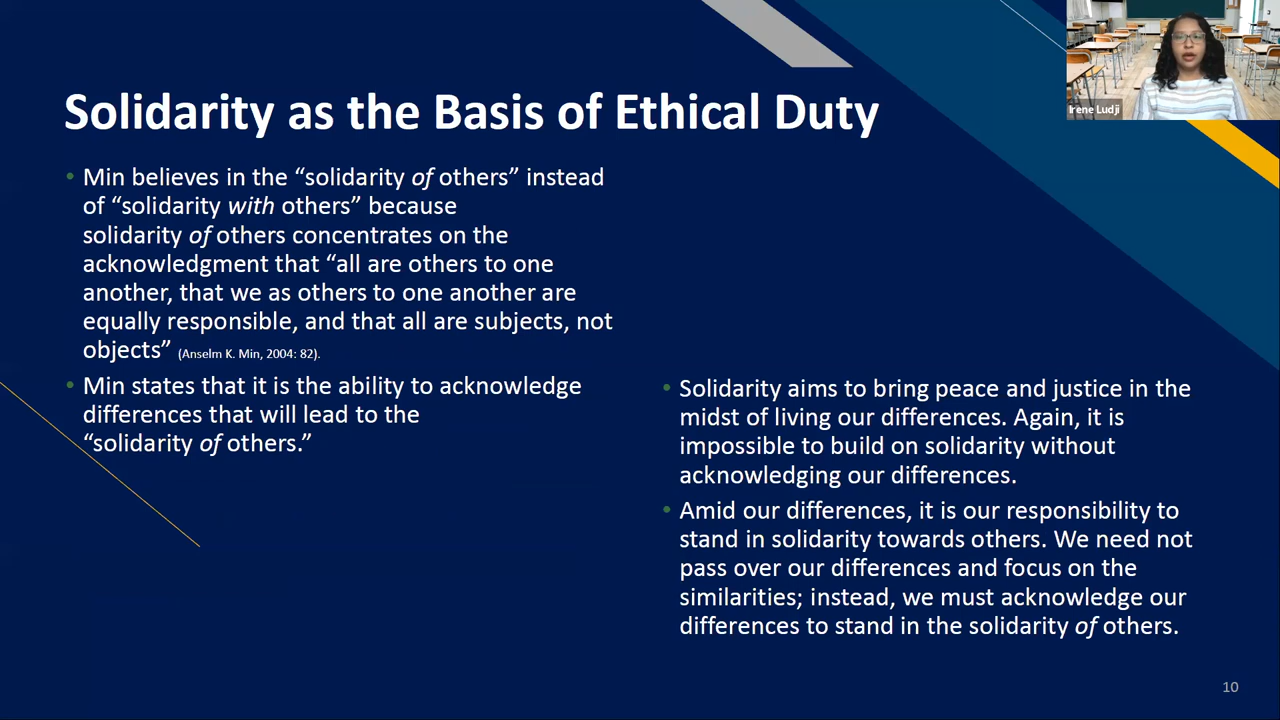 Irene Ludji
Solidarity as the Basis of Ethical Duty
• Min believes in the “solidarity of others” instead
of “solidarity with others” because
solidarity of others concentrates on the
acknowledgment that “all are others to one
another, that we as others to one another are
equally responsible, and that all are subjects, not
objects” (Anselm K. Min, 2004: 82).
• Min states that it is the ability to acknowledge
differences that will lead to the
“solidarity of others.”
• Solidarity aims to bring peace and justice in the
midst of living our differences. Again, it is
impossible to build on solidarity without
acknowledging our differences.
• Amid our differences, it is our responsibility to
stand in solidarity towards others. We need not
pass over our differences and focus on the
similarities; instead, we must acknowledge our
differences to stand in the solidarity of others.
10